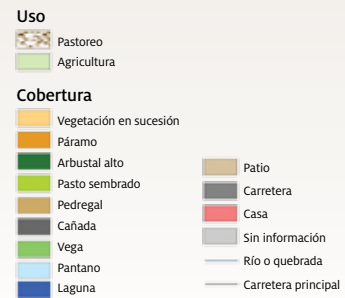 Uso
Pastoreo
Agricultura
Cobertura
Vegetación en sucesión
Páramo
Arbustal alto
Pasto sembrado
Pedregal
Cañada
Vega
Pantano
Laguna
Patio
Carretera
Casa
Sin información
Río o quebrada
Carretera principal